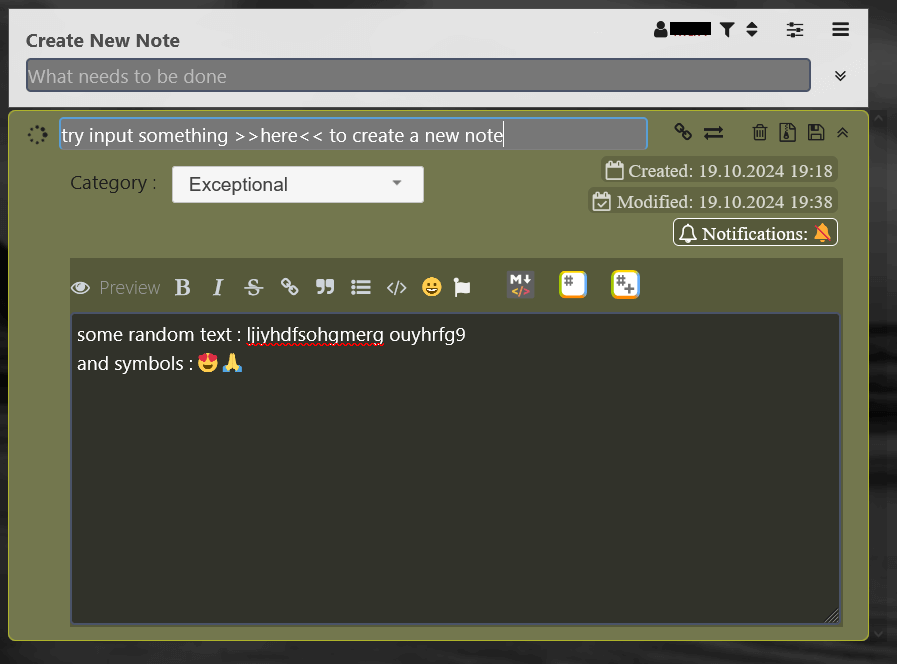 Create New Note
What needs to be done
try input something >>here<< to create a new note
Category :
Exceptional
Created: 19.10.2024 19:18
Modified: 19.10.2024 19:38
Notifications:
Preview B I S
M
# #+
some random text : ljiyhdfsohgmerg ouyhrfg9
and symbols : 😍🙏